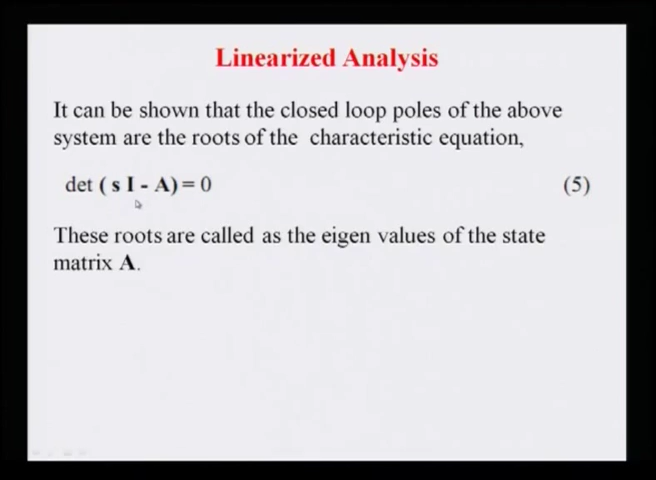 Linearized Analysis
It can be shown that the closed loop poles of the above
system are the roots of the characteristic equation,
det ( s I - A) = 0 (5)
These roots are called as the eigen values of the state
matrix A.